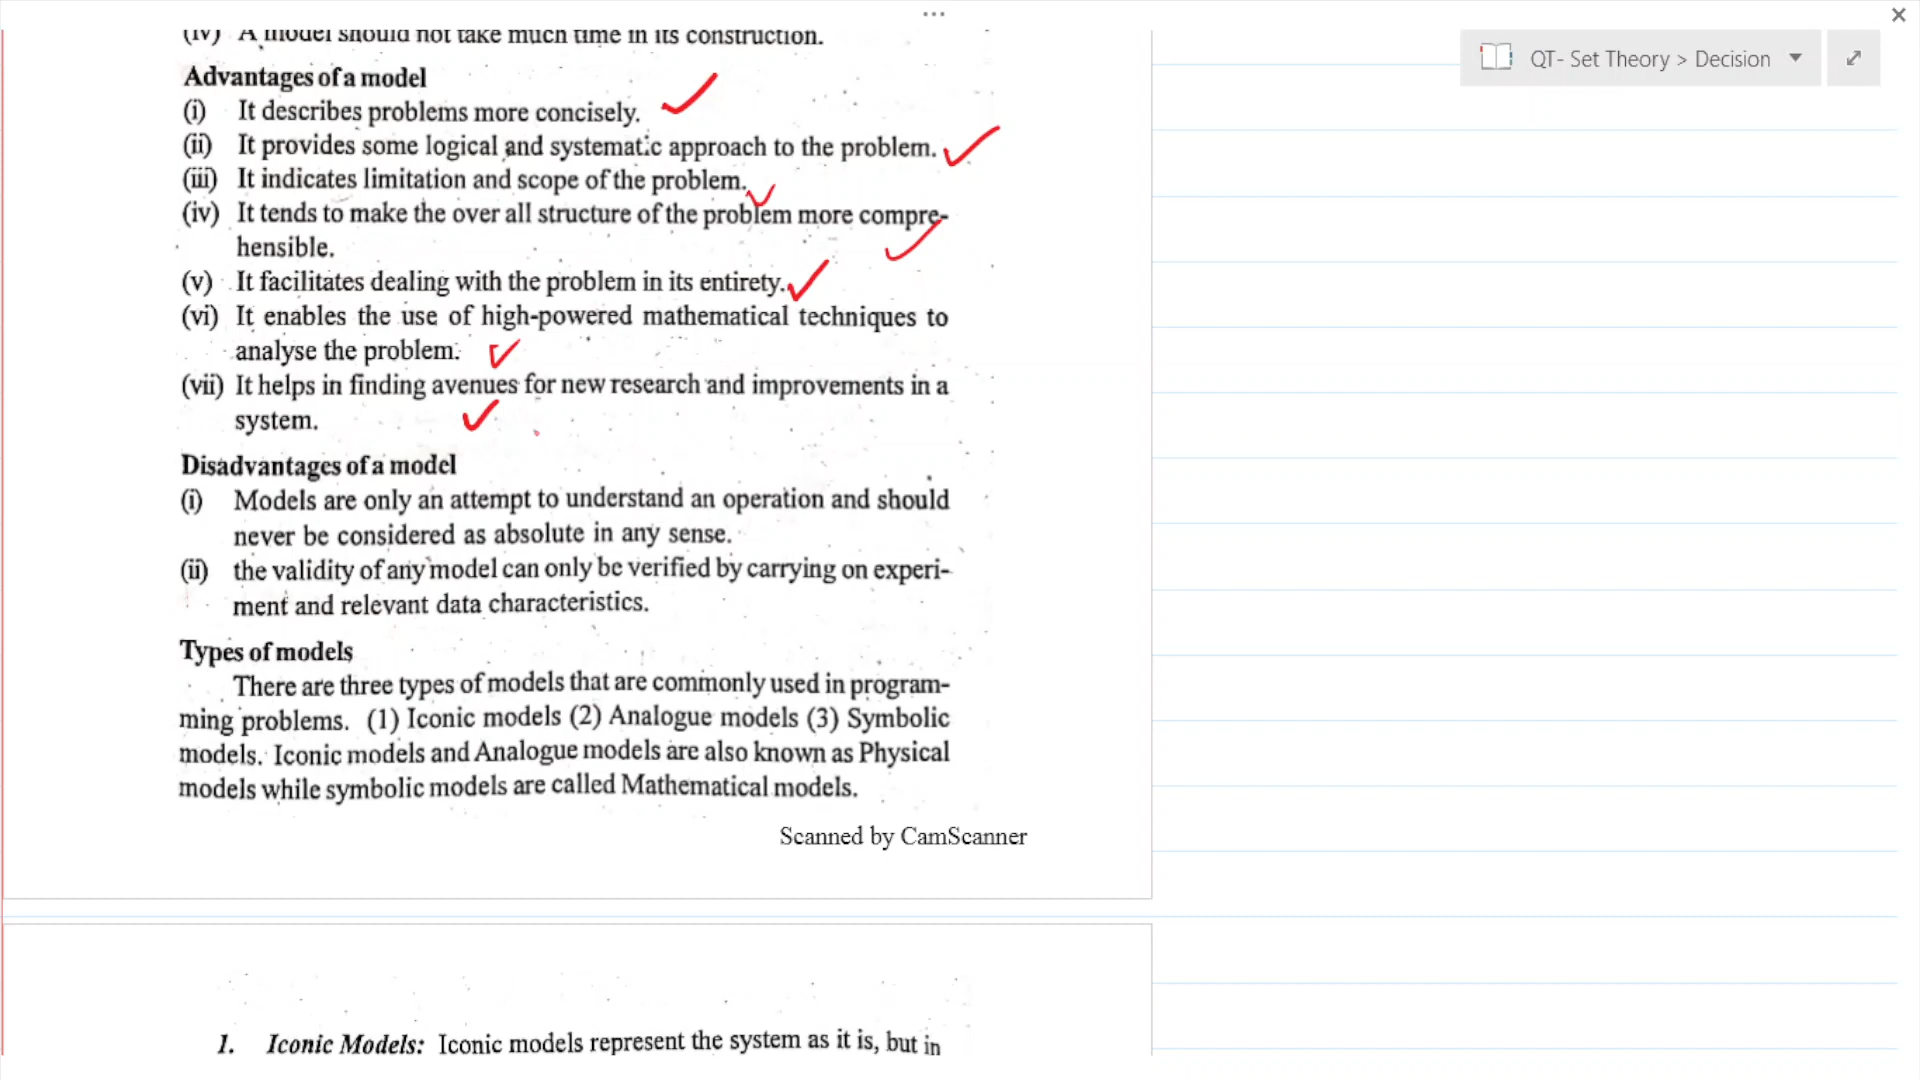 (iv) A model should not take much time in its construction.
Advantages of a model
(i) It describes problems more concisely.
(ii) It provides some logical and systematic approach to the problem.
(iii) It indicates limitation and scope of the problem.
(iv) It tends to make the over all structure of the problem more compre-
hensible.
(v) It facilitates dealing with the problem in its entirety.
(vi) It enables the use of high-powered mathematical techniques to
analyse the problem.
(vii) It helps in finding avenues for new research and improvements in a
system.
Disadvantages of a model
(i) Models are only an attempt to understand an operation and should
never be considered as absolute in any sense.
(ii) the validity of any model can only be verified by carrying on experi-
ment and relevant data characteristics.
Types of models
There are three types of models that are commonly used in program-
ming problems. (1) Iconic models (2) Analogue models (3) Symbolic
models. Iconic models and Analogue models are also known as Physical
models while symbolic models are called Mathematical models.
Scanned by CamScanner
1. Iconic Models: Iconic models represent the system as it is, but in
QT- Set Theory > Decision